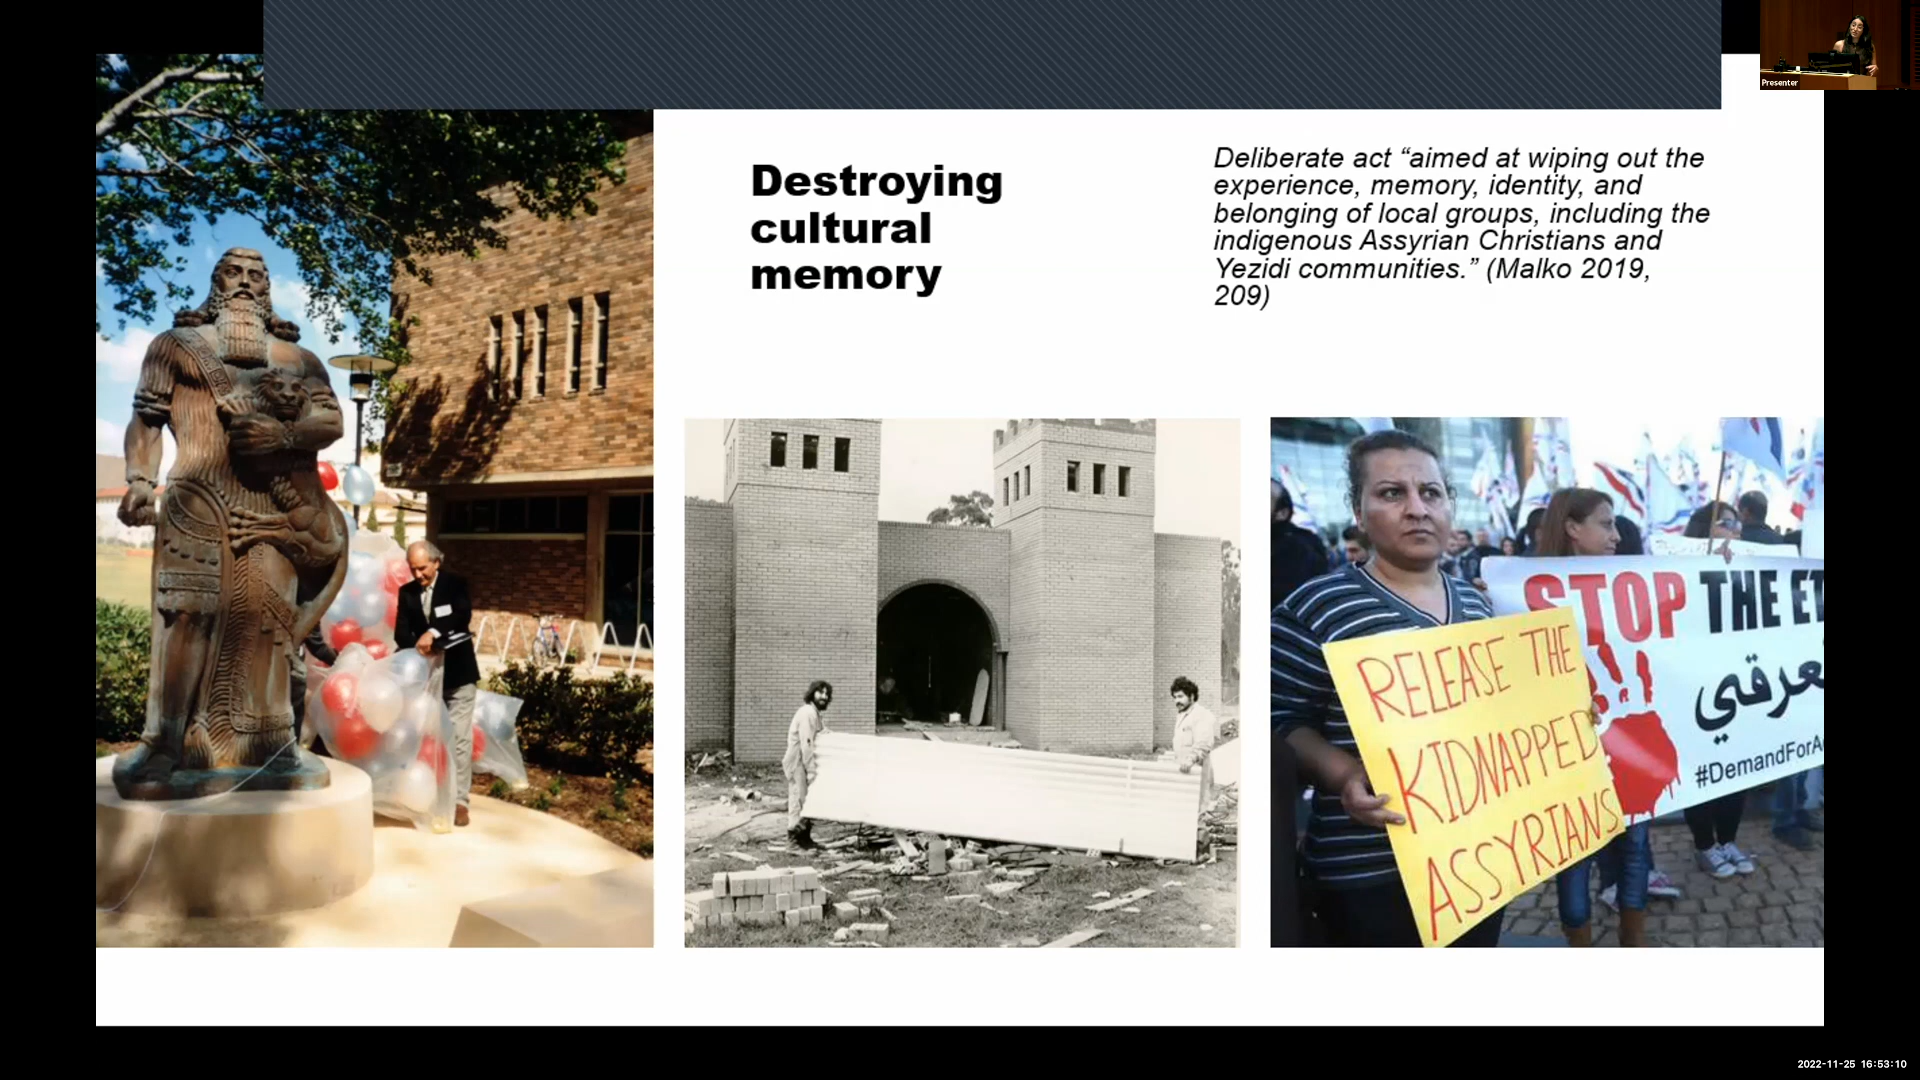 Presenter
Destroying
cultural
memory
Deliberate act “aimed at wiping out the
experience, memory, identity, and
belonging of local groups, including the
indigenous Assyrian Christians and
Yezidi communities.” (Malko 2019,
209)
STOP THE ET
عرقي
#DemandForA
RELEASE THE
KIDNAPPED
ASSYRIANS
2022-11-25 16:53:10